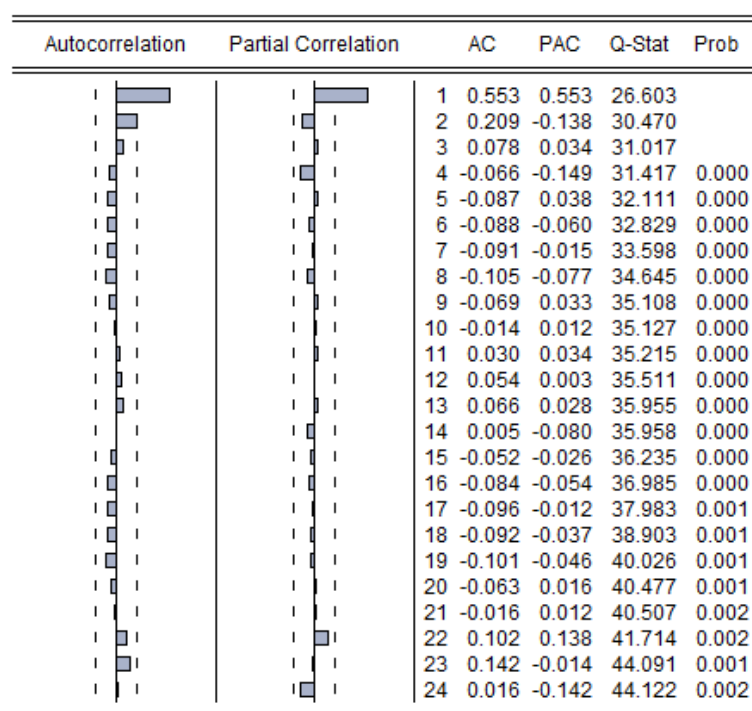 Autocorrelation Partial Correlation AC PAC Q-Stat Prob
1 0.553 0.553 26.603
2 0.209 -0.138 30.470
3 0.078 0.034 31.017
4 -0.066 -0.149 31.417 0.000
5 -0.087 0.038 32.111 0.000
6 -0.088 -0.060 32.829 0.000
7 -0.091 -0.015 33.598 0.000
8 -0.105 -0.077 34.645 0.000
9 -0.069 0.033 35.108 0.000
10 -0.014 0.012 35.127 0.000
11 0.030 0.034 35.215 0.000
12 0.054 0.003 35.511 0.000
13 0.066 0.028 35.955 0.000
14 0.005 -0.080 35.958 0.000
15 -0.052 -0.026 36.235 0.000
16 -0.084 -0.054 36.985 0.000
17 -0.096 -0.012 37.983 0.001
18 -0.092 -0.037 38.903 0.001
19 -0.101 -0.046 40.026 0.001
20 -0.063 0.016 40.477 0.001
21 -0.016 0.012 40.507 0.002
22 0.102 0.138 41.714 0.002
23 0.142 -0.014 44.091 0.001
24 0.016 -0.142 44.122 0.002